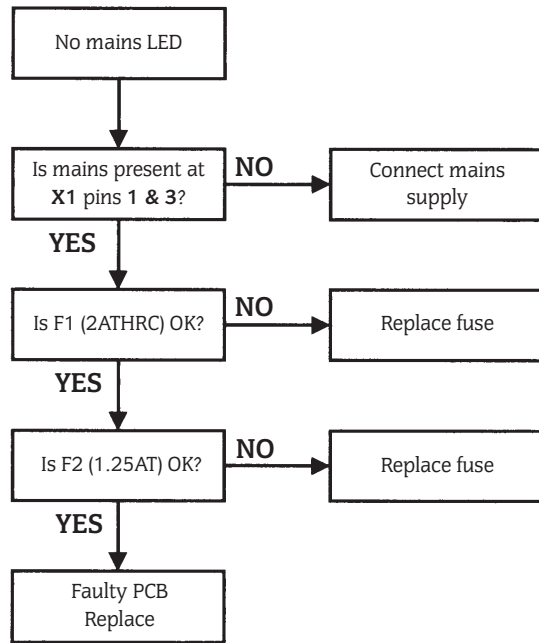 No mains LED
Is mains present at
X1 pins 1 & 3?
NO
Connect mains
supply
YES
Is F1 (2ATHRC) OK?
NO
Replace fuse
YES
Is F2 (1.25AT) OK?
NO
Replace fuse
YES
Faulty PCB
Replace